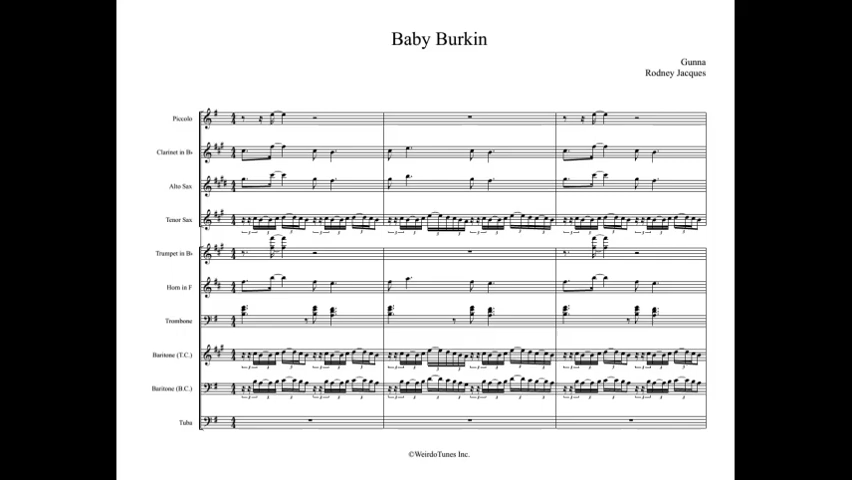 Baby Burkin
Gunna
Rodney Jacques
Piccolo
Clarinet in B♭
Alto Sax
Tenor Sax
Trumpet in B♭
Horn in F
Trombone
Baritone (T.C.)
Baritone (B.C.)
Tuba
©WeirdoTunes Inc.